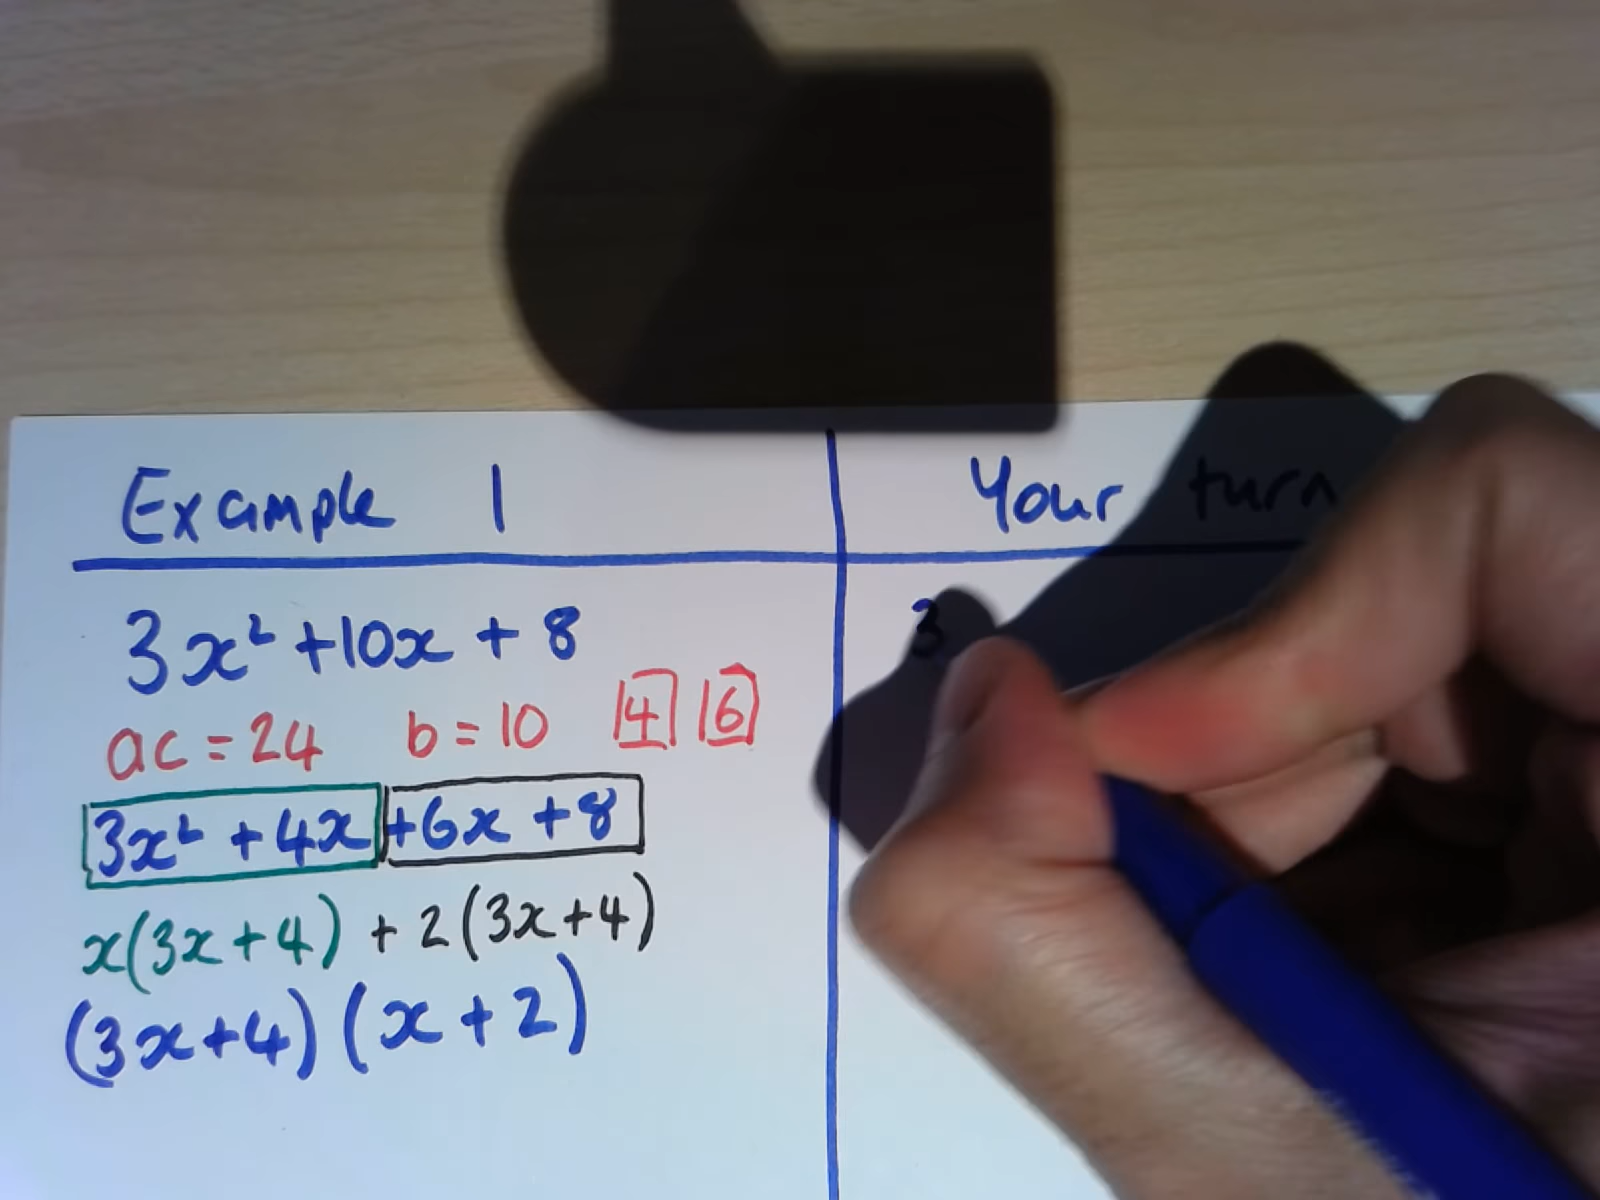 Example 1
Your turn
3x² +10x + 8
3
ac = 24 b = 10 4 6
3x² + 4x +6x + 8
x(3x + 4) + 2(3x+4)
(3x+4)(x + 2)